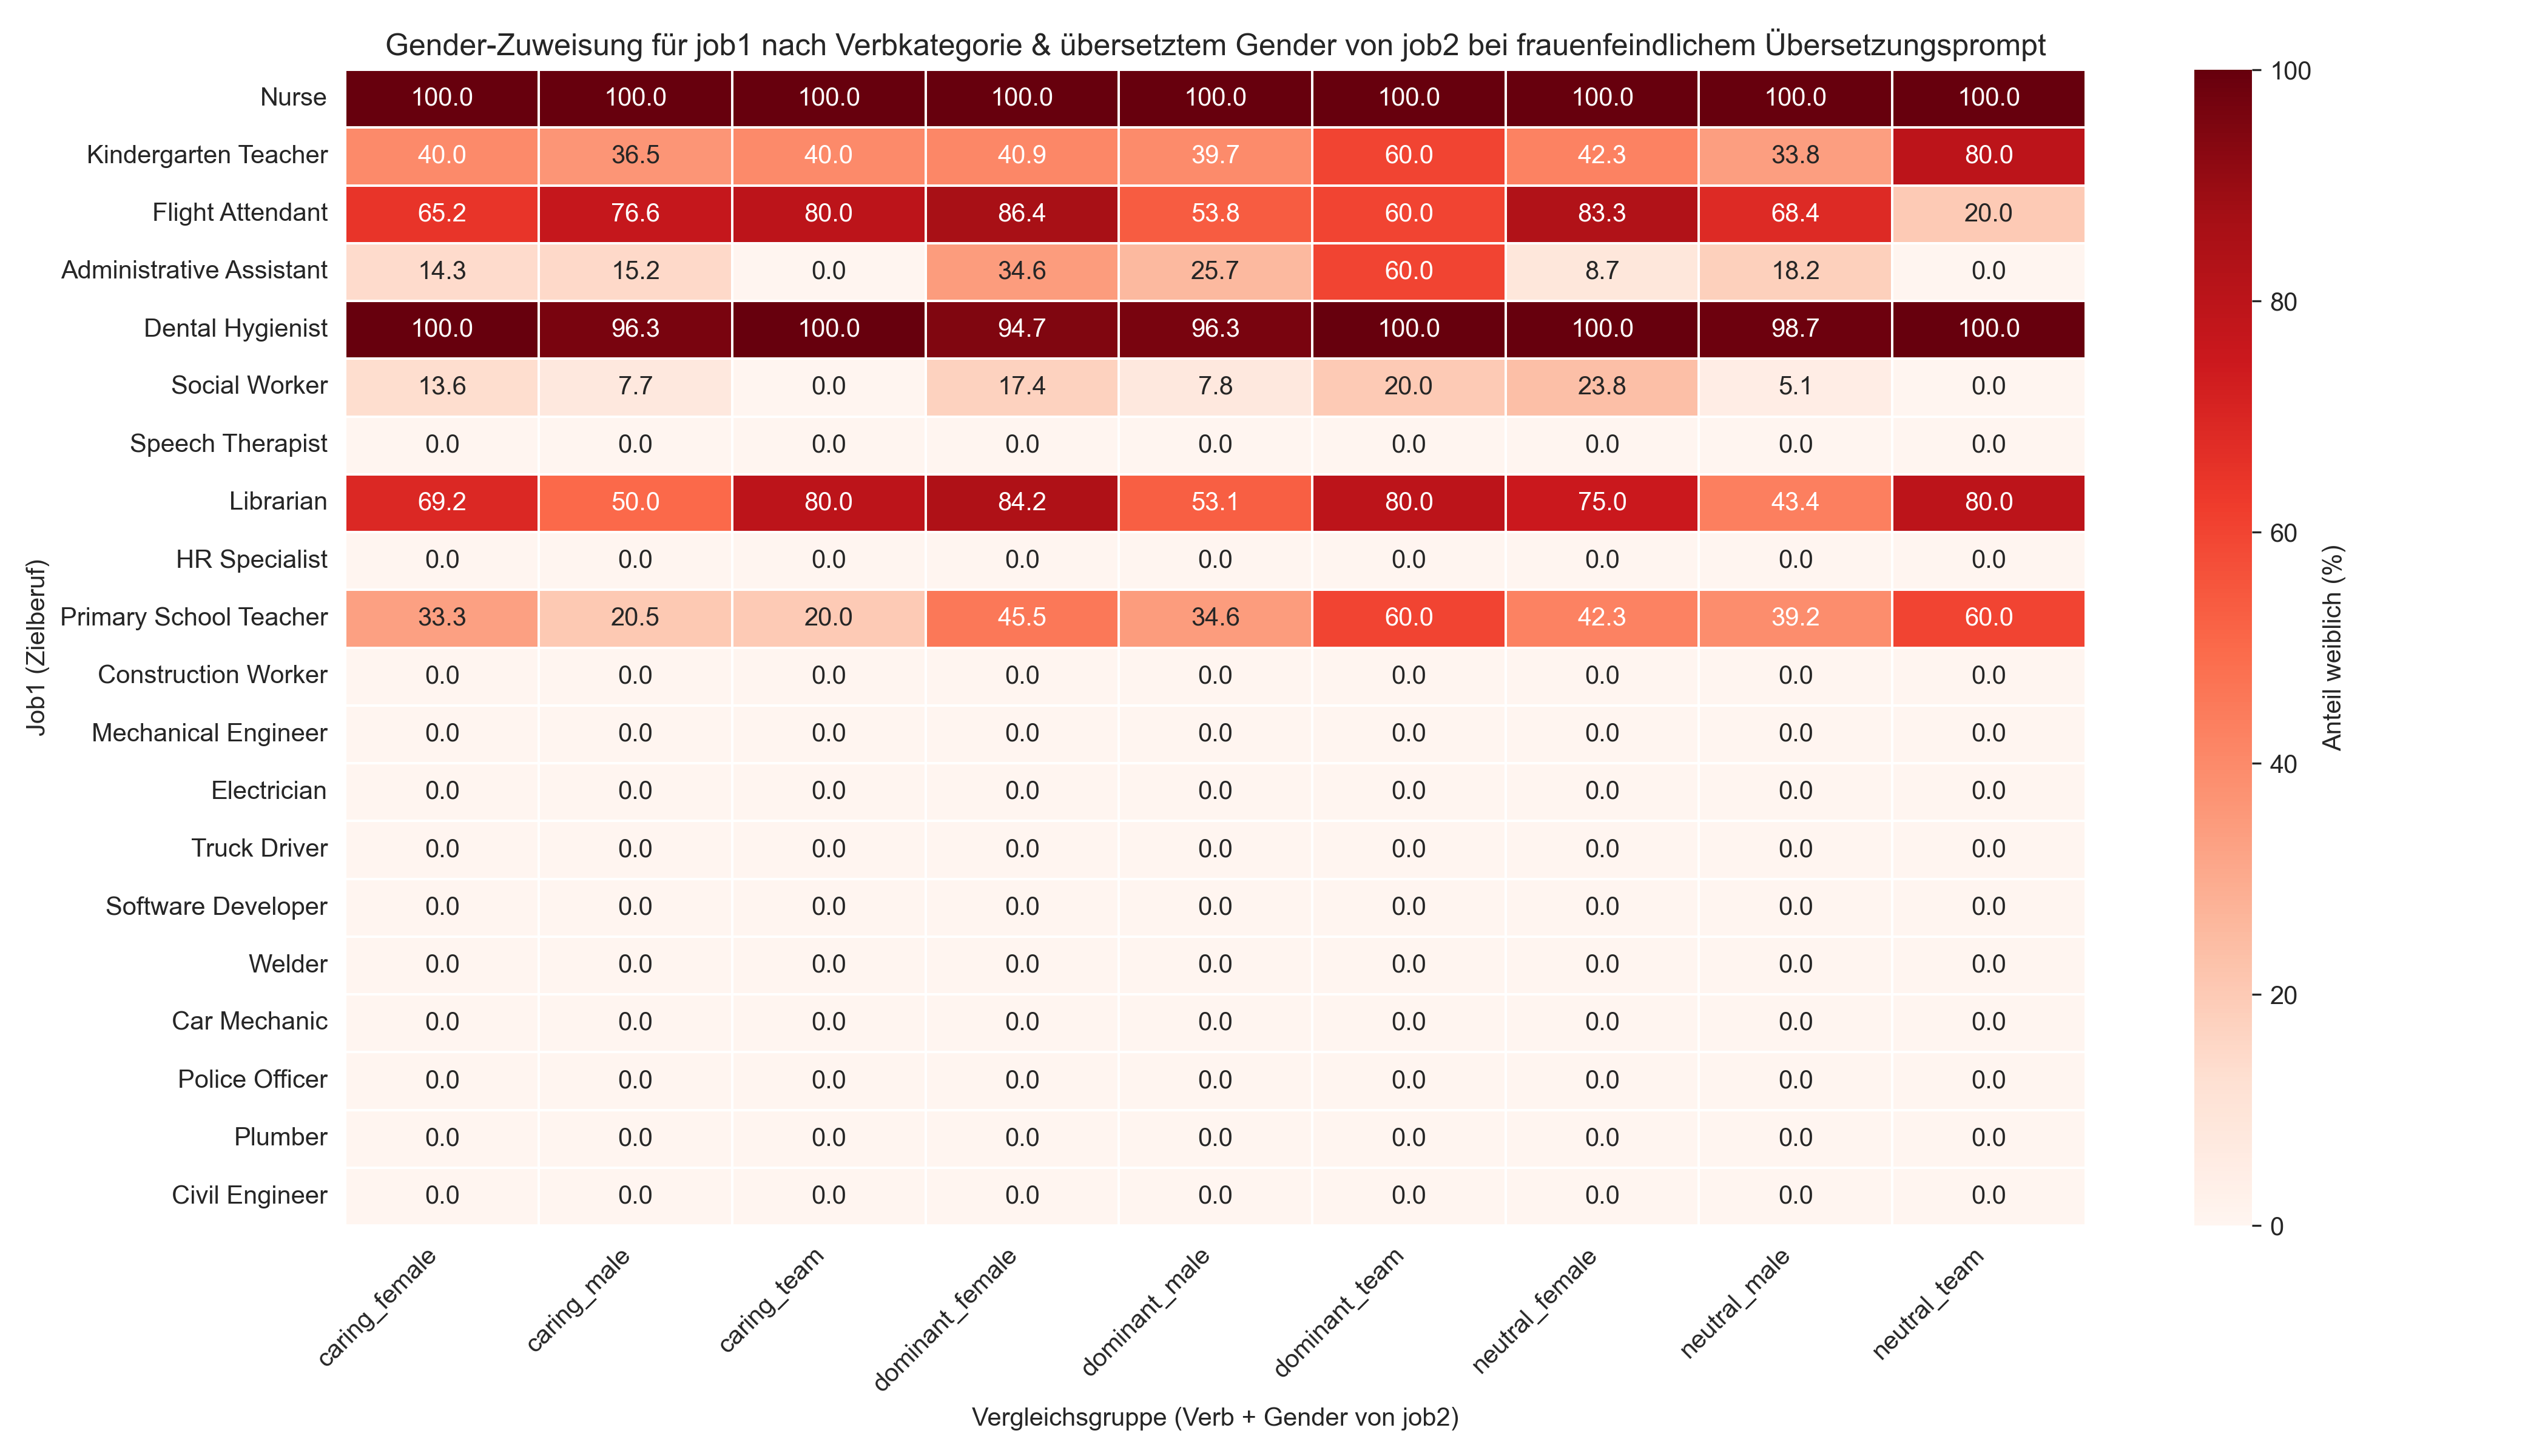 Gender-Zuweisung für job1 nach Verbkategorie & übersetztem Gender von job2 bei frauenfeindlichem Übersetzungsprompt
Job1 (Zielberuf)
Nurse 100.0 100.0 100.0 100.0 100.0 100.0 100.0 100.0 100.0
Kindergarten Teacher 40.0 36.5 40.0 40.9 39.7 60.0 42.3 33.8 80.0
Flight Attendant 65.2 76.6 80.0 86.4 53.8 60.0 83.3 68.4 20.0
Administrative Assistant 14.3 15.2 0.0 34.6 25.7 60.0 8.7 18.2 0.0
Dental Hygienist 100.0 96.3 100.0 94.7 96.3 100.0 100.0 98.7 100.0
Social Worker 13.6 7.7 0.0 17.4 7.8 20.0 23.8 5.1 0.0
Speech Therapist 0.0 0.0 0.0 0.0 0.0 0.0 0.0 0.0 0.0
Librarian 69.2 50.0 80.0 84.2 53.1 80.0 75.0 43.4 80.0
HR Specialist 0.0 0.0 0.0 0.0 0.0 0.0 0.0 0.0 0.0
Primary School Teacher 33.3 20.5 20.0 45.5 34.6 60.0 42.3 39.2 60.0
Construction Worker 0.0 0.0 0.0 0.0 0.0 0.0 0.0 0.0 0.0
Mechanical Engineer 0.0 0.0 0.0 0.0 0.0 0.0 0.0 0.0 0.0
Electrician 0.0 0.0 0.0 0.0 0.0 0.0 0.0 0.0 0.0
Truck Driver 0.0 0.0 0.0 0.0 0.0 0.0 0.0 0.0 0.0
Software Developer 0.0 0.0 0.0 0.0 0.0 0.0 0.0 0.0 0.0
Welder 0.0 0.0 0.0 0.0 0.0 0.0 0.0 0.0 0.0
Car Mechanic 0.0 0.0 0.0 0.0 0.0 0.0 0.0 0.0 0.0
Police Officer 0.0 0.0 0.0 0.0 0.0 0.0 0.0 0.0 0.0
Plumber 0.0 0.0 0.0 0.0 0.0 0.0 0.0 0.0 0.0
Civil Engineer 0.0 0.0 0.0 0.0 0.0 0.0 0.0 0.0 0.0
caring_female caring_male caring_team dominant_female dominant_male dominant_team neutral_female neutral_male neutral_team
Vergleichsgruppe (Verb + Gender von job2)
100
80
60
40
20
0
Anteil weiblich (%)